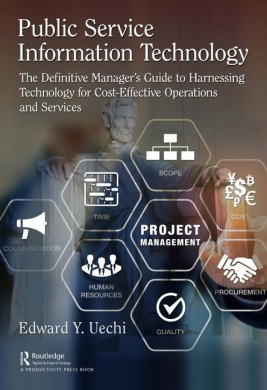 Public Service
Information Technology
The Definitive Manager's Guide to Harnessing
Technology for Cost-Effective Operations
and Services
SCOPE
TIME
COST
COMMUNICATION
PROJECT
MANAGEMENT
HUMAN
RESOURCES
PROCUREMENT
QUALITY
Edward Y. Uechi
Routledge
Taylor & Francis Group
A PRODUCTIVITY PRESS BOOK